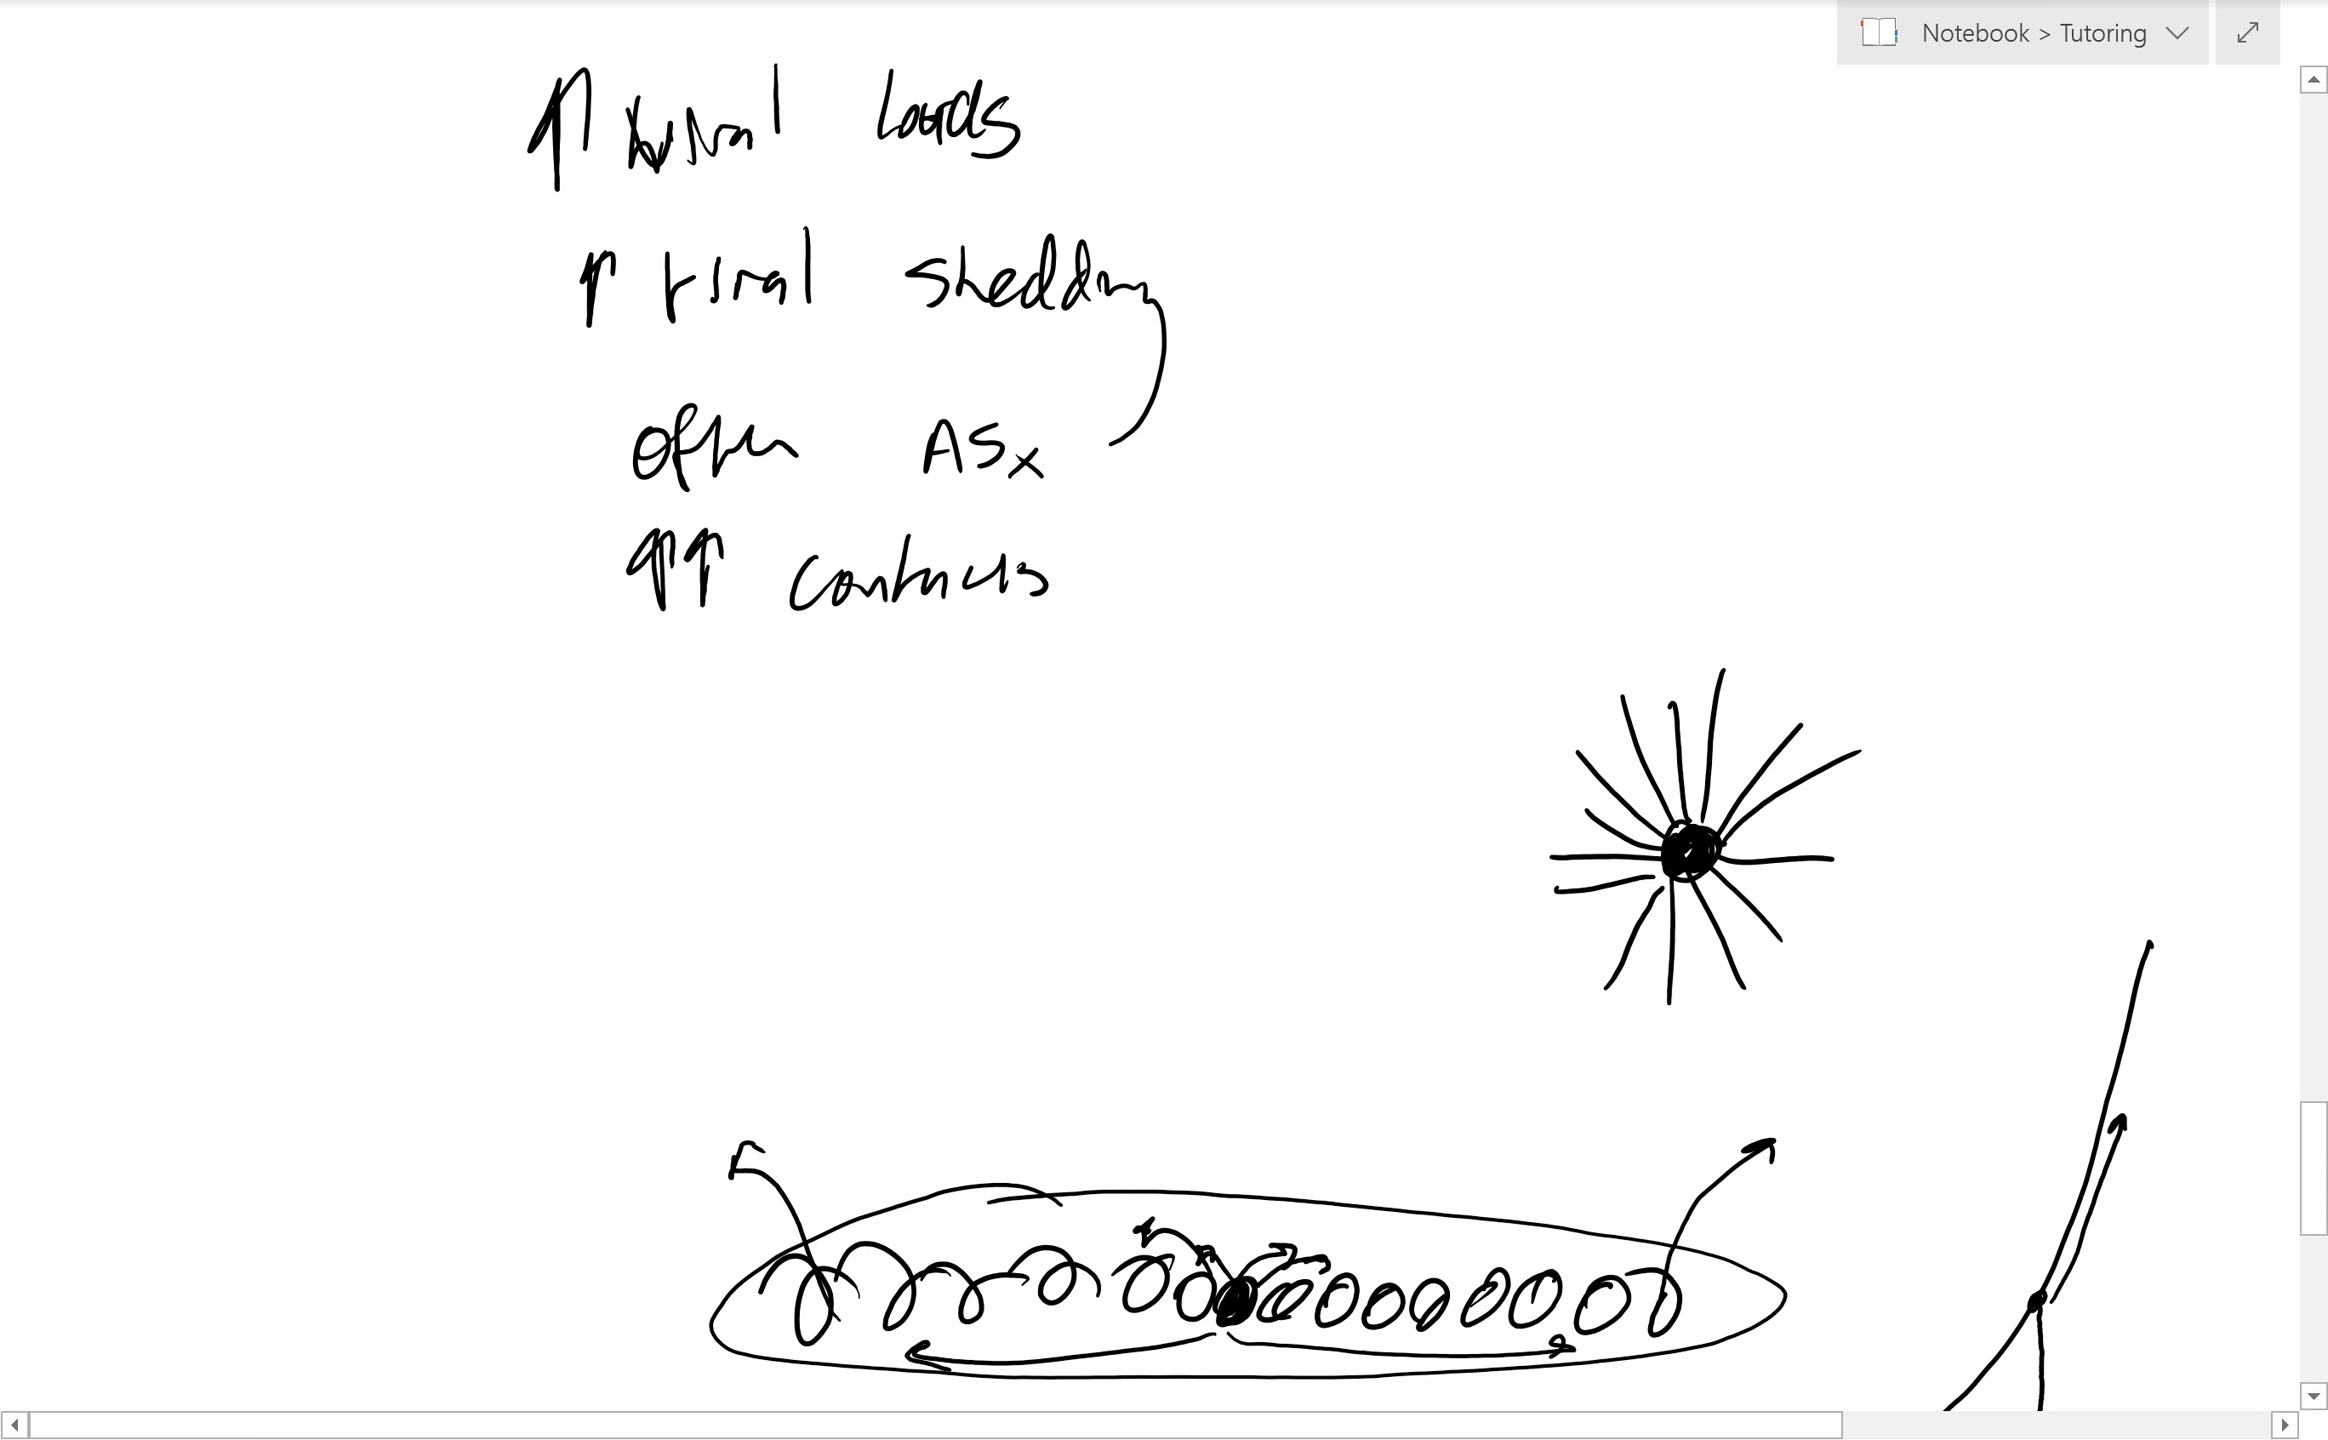 Notebook > Tutoring
↑ viral loads
↑ viral shedding
often ASx
↑↑ contacts